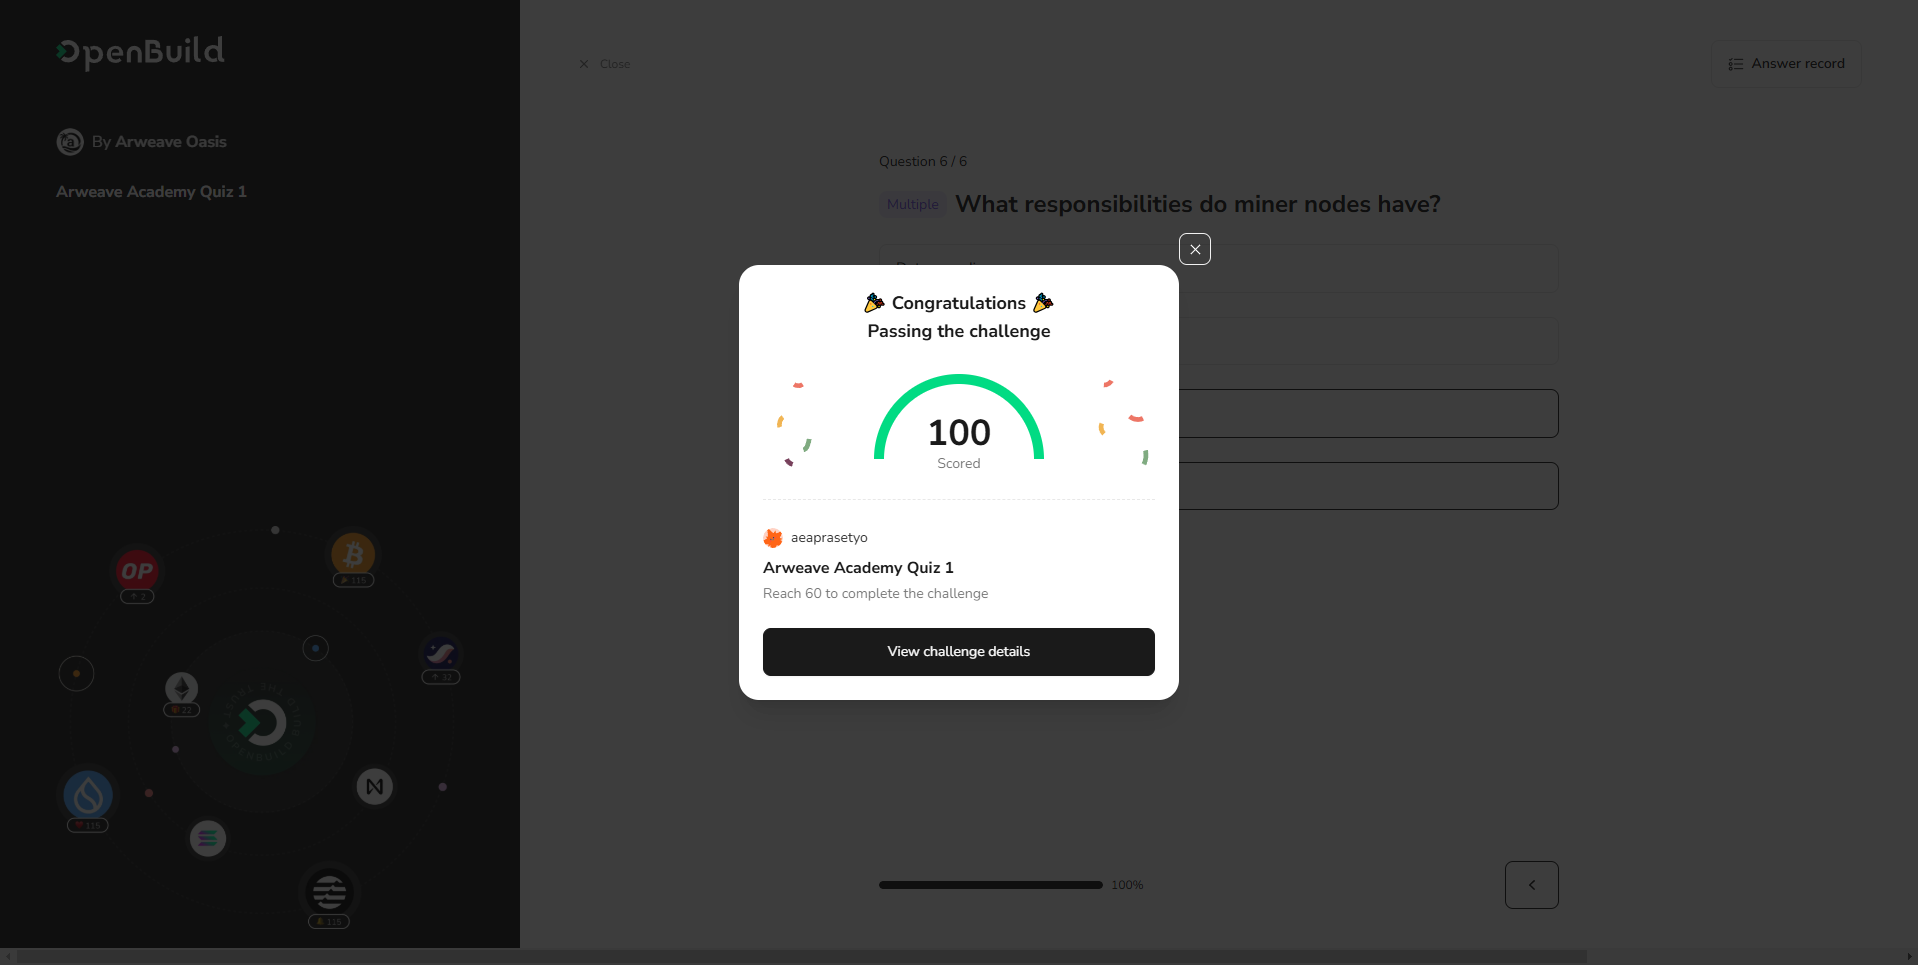 OpenBuild
By Arweave Oasis
Arweave Academy Quiz 1
OP
2
115
32
22
115
115
Close
Answer record
Question 6 / 6
Multiple What responsibilities do miner nodes have?
Congratulations
Passing the challenge
100
Scored
aeaprasetyo
Arweave Academy Quiz 1
Reach 60 to complete the challenge
View challenge details
100%